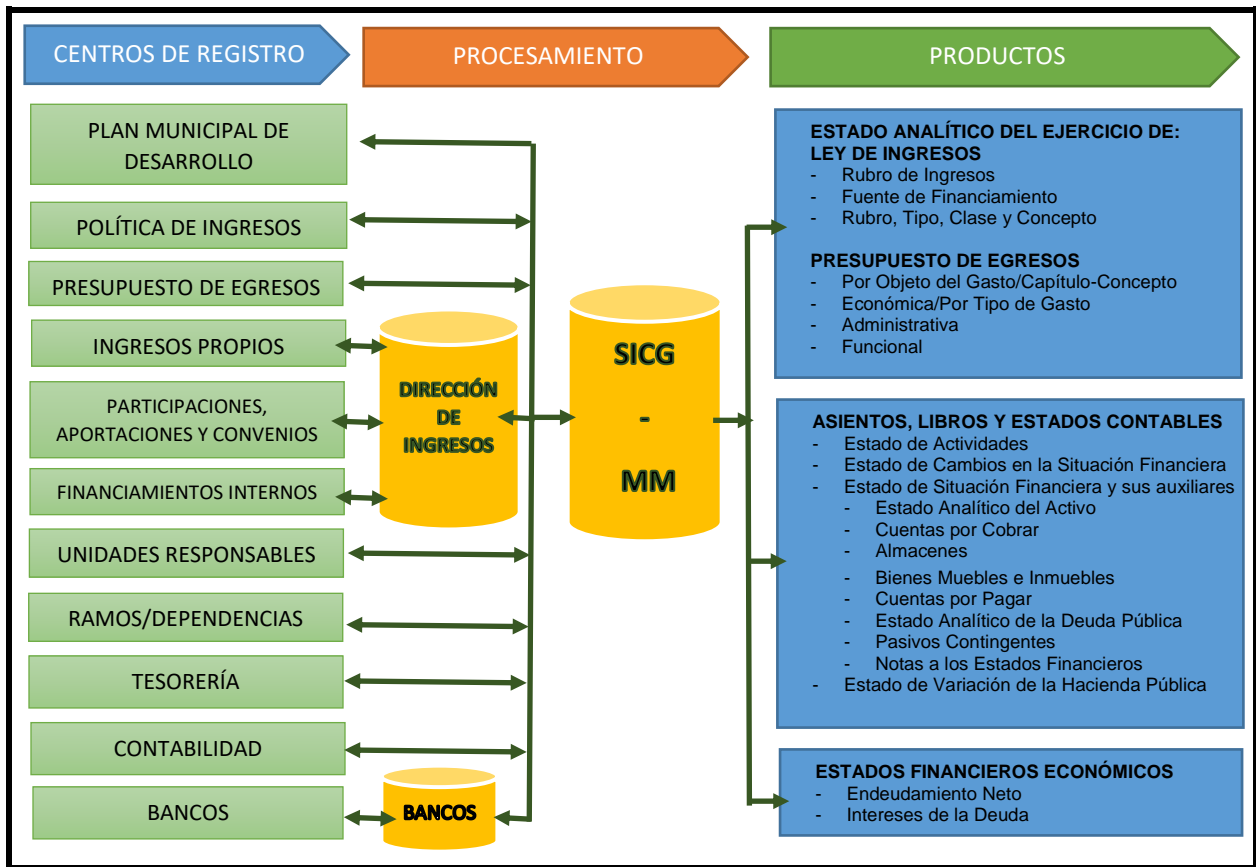 CENTROS DE REGISTRO
PROCESAMIENTO
PRODUCTOS
PLAN MUNICIPAL DE
DESARROLLO
POLÍTICA DE INGRESOS
PRESUPUESTO DE EGRESOS
INGRESOS PROPIOS
PARTICIPACIONES,
APORTACIONES Y CONVENIOS
FINANCIAMIENTOS INTERNOS
UNIDADES RESPONSABLES
RAMOS/DEPENDENCIAS
TESORERÍA
CONTABILIDAD
BANCOS
DIRECCIÓN
DE
INGRESOS
BANCOS
SICG
-
MM
ESTADO ANALÍTICO DEL EJERCICIO DE:
LEY DE INGRESOS
- Rubro de Ingresos
- Fuente de Financiamiento
- Rubro, Tipo, Clase y Concepto
PRESUPUESTO DE EGRESOS
- Por Objeto del Gasto/Capítulo-Concepto
- Económica/Por Tipo de Gasto
- Administrativa
- Funcional
ASIENTOS, LIBROS Y ESTADOS CONTABLES
- Estado de Actividades
- Estado de Cambios en la Situación Financiera
- Estado de Situación Financiera y sus auxiliares
- Estado Analítico del Activo
- Cuentas por Cobrar
- Almacenes
- Bienes Muebles e Inmuebles
- Cuentas por Pagar
- Estado Analítico de la Deuda Pública
- Pasivos Contingentes
- Notas a los Estados Financieros
- Estado de Variación de la Hacienda Pública
ESTADOS FINANCIEROS ECONÓMICOS
- Endeudamiento Neto
- Intereses de la Deuda